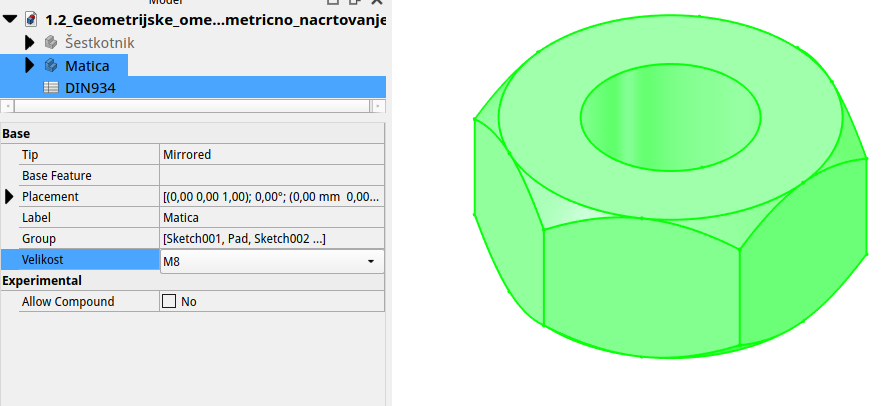 Model
1.2_Geometrijske_ome...metricno_nacrtovanje
Šestkotnik
Matica
DIN934
Base
Tip Mirrored
Base Feature
Placement [(0,00 0,00 1,00); 0,00°; (0,00 mm 0,00...
Label Matica
Group [Sketch001, Pad, Sketch002 ...]
Velikost M8
Experimental
Allow Compound No